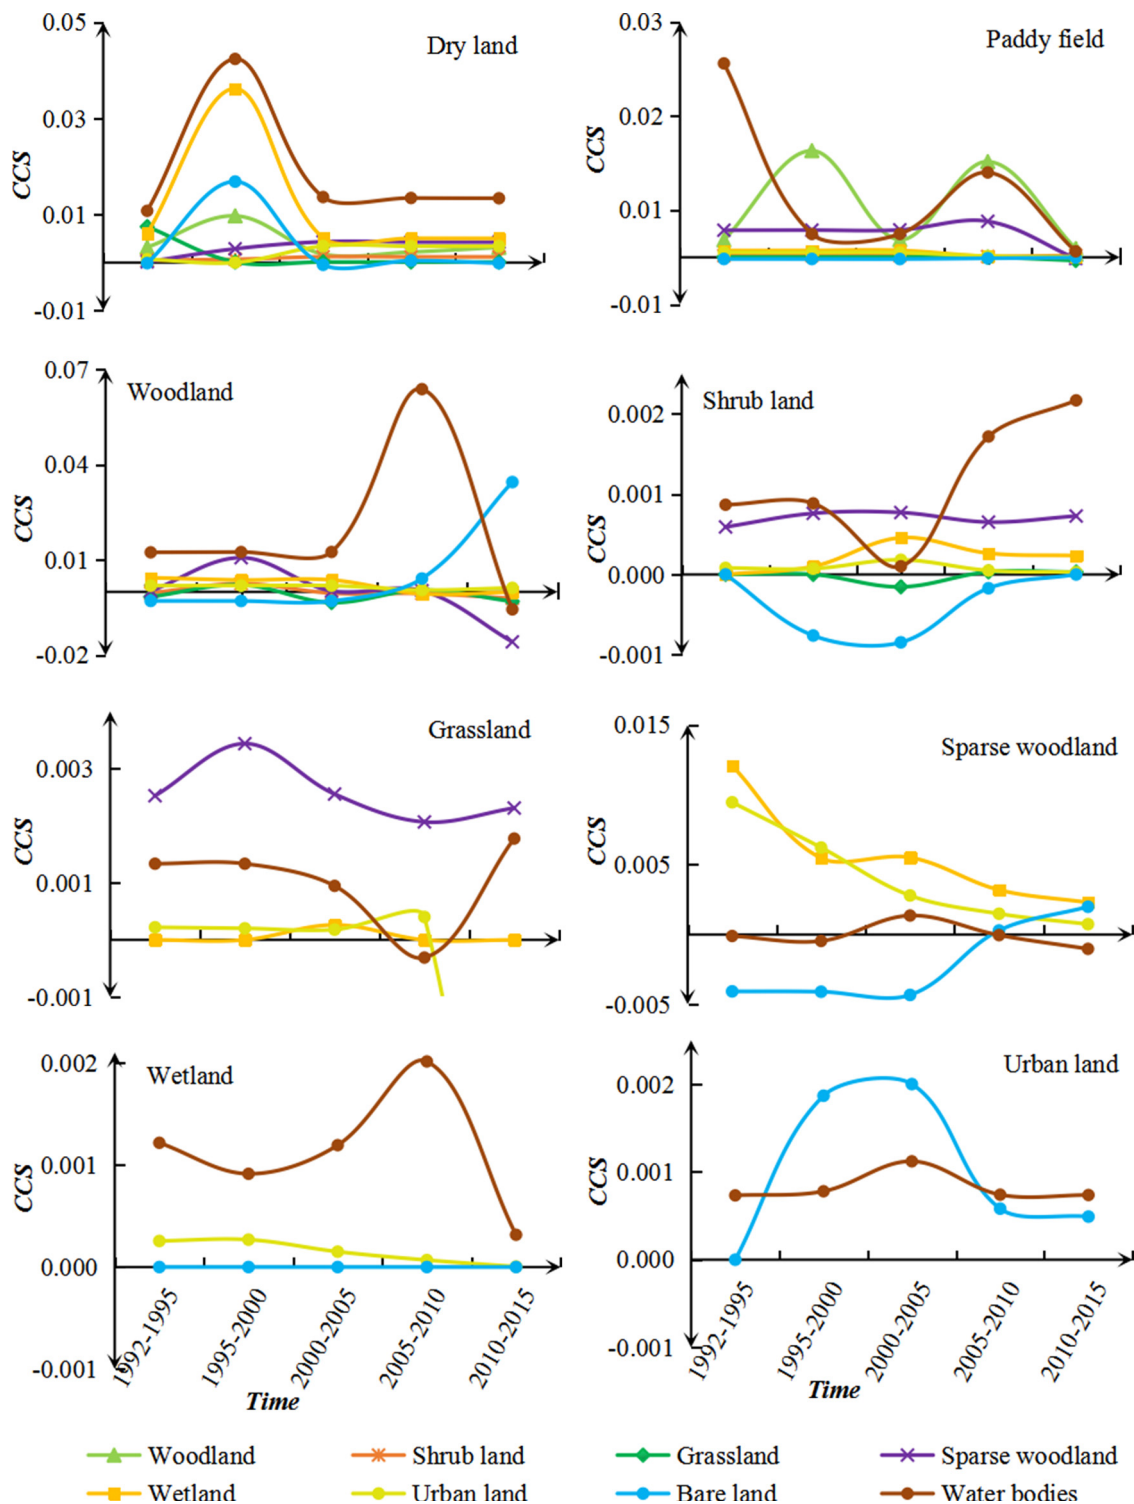 Dry land
0.05
0.03
0.01
-0.01
CCS
Paddy field
0.03
0.02
0.01
-0.01
CCS
Woodland
0.07
0.04
0.01
-0.02
CCS
Shrub land
0.002
0.001
0.000
-0.001
CCS
Grassland
0.003
0.001
-0.001
CCS
Sparse woodland
0.015
0.005
-0.005
CCS
Wetland
0.002
0.001
0.000
-0.001
CCS
1992-1995
1995-2000
2000-2005
2005-2010
2010-2015
Time
Urban land
0.002
0.001
0.000
-0.001
CCS
1992-1995
1995-2000
2000-2005
2005-2010
2010-2015
Time
Woodland Shrub land Grassland Sparse woodland
Wetland Urban land Bare land Water bodies